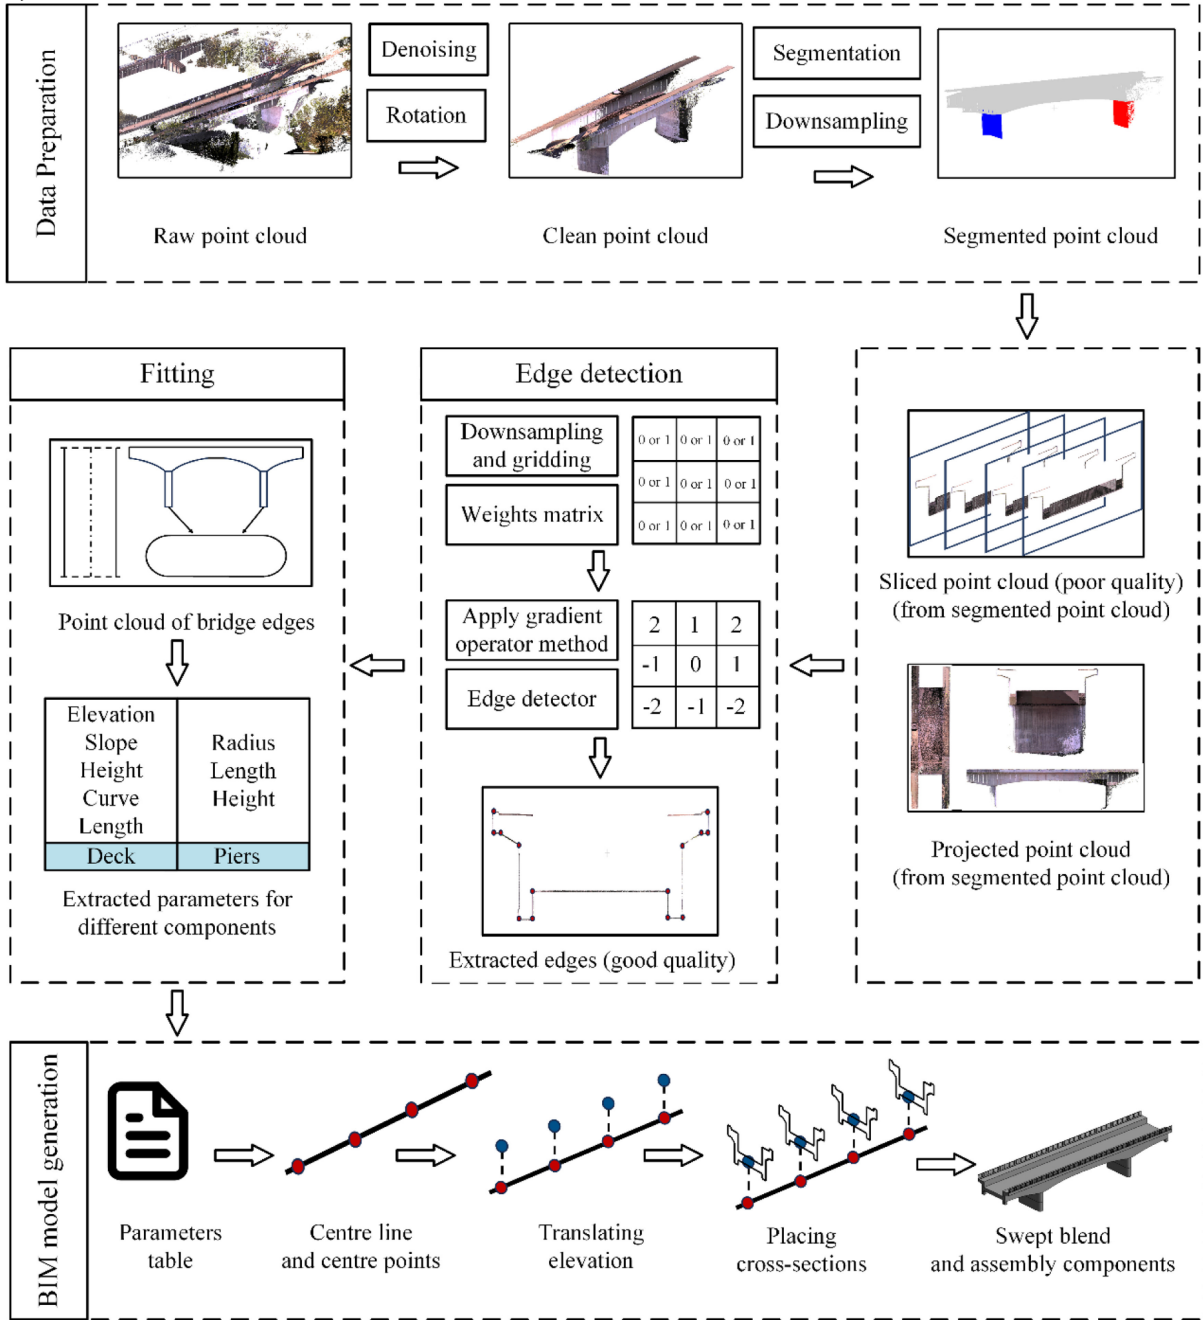 Data Preparation
Denoising
Rotation
Segmentation
Downsampling
Raw point cloud
Clean point cloud
Segmented point cloud
Sliced point cloud (poor quality)
(from segmented point cloud)
Projected point cloud
(from segmented point cloud)
Edge detection
Downsampling
and gridding
Weights matrix
0 or 1 0 or 1 0 or 1
0 or 1 0 or 1 0 or 1
0 or 1 0 or 1 0 or 1
Apply gradient
operator method
Edge detector
2 1 2
-1 0 1
-2 -1 -2
Extracted edges (good quality)
Fitting
Point cloud of bridge edges
Elevation
Slope
Height
Curve
Length
Radius
Length
Height
Deck
Piers
Extracted parameters for
different components
BIM model generation
Parameters
table
Centre line
and centre points
Translating
elevation
Placing
cross-sections
Swept blend
and assembly components